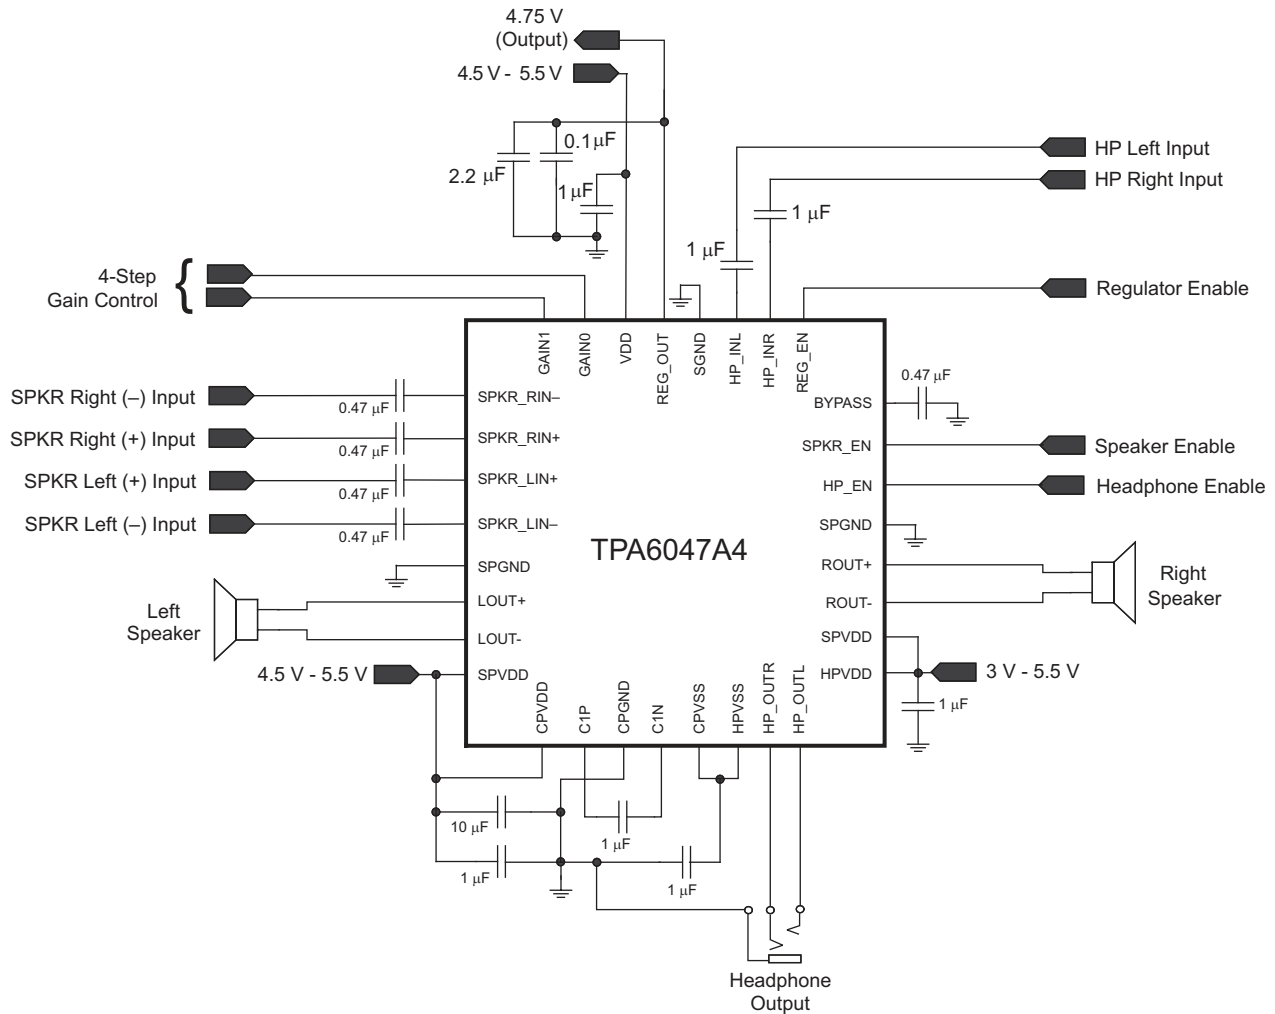 4.75 V
(Output)
4.5 V - 5.5 V
0.1 μF
2.2 μF
1 μF
HP Left Input
HP Right Input
1 μF
1 μF
4-Step
Gain Control
{
Regulator Enable
GAIN1
GAIN0
VDD
REG_OUT
SGND
HP_INL
HP_INR
REG_EN
SPKR Right (–) Input
0.47 μF
SPKR_RIN–
BYPASS
0.47 μF
SPKR Right (+) Input
0.47 μF
SPKR_RIN+
SPKR_EN
Speaker Enable
SPKR Left (+) Input
0.47 μF
SPKR_LIN+
HP_EN
Headphone Enable
SPKR Left (–) Input
0.47 μF
SPKR_LIN–
SPGND
TPA6047A4
SPGND
ROUT+
Right
Speaker
Left
Speaker
LOUT+
ROUT-
LOUT-
SPVDD
4.5 V - 5.5 V
SPVDD
HPVDD
3 V - 5.5 V
1 μF
CPVDD
C1P
CPGND
C1N
CPVSS
HPVSS
HP_OUTR
HP_OUTL
10 μF
1 μF
1 μF
1 μF
Headphone
Output